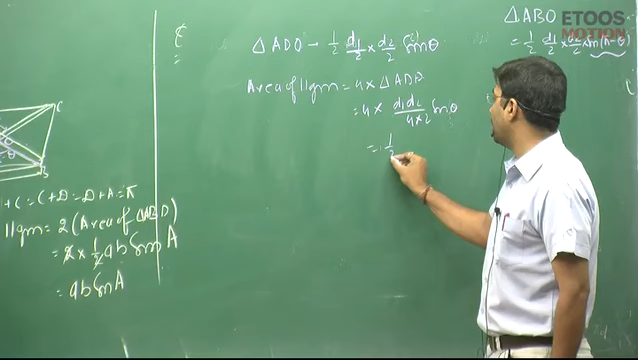 C
θ
B
+ C = C + D = D + A = π
llgm = 2 (Area of ΔABD)
= 2 × 1/2 ab Sin A
= ab Sin A
ΔADO → 1/2 d1/2 × d2/2 Sinθ
Area of llgm = 4 × ΔADO
= 4 × d1d2/4×2 Sinθ
= 1/2
ΔABO
= 1/2 d1/2 × d2/2 × Sin(π-θ)
ETOOS
MOTION